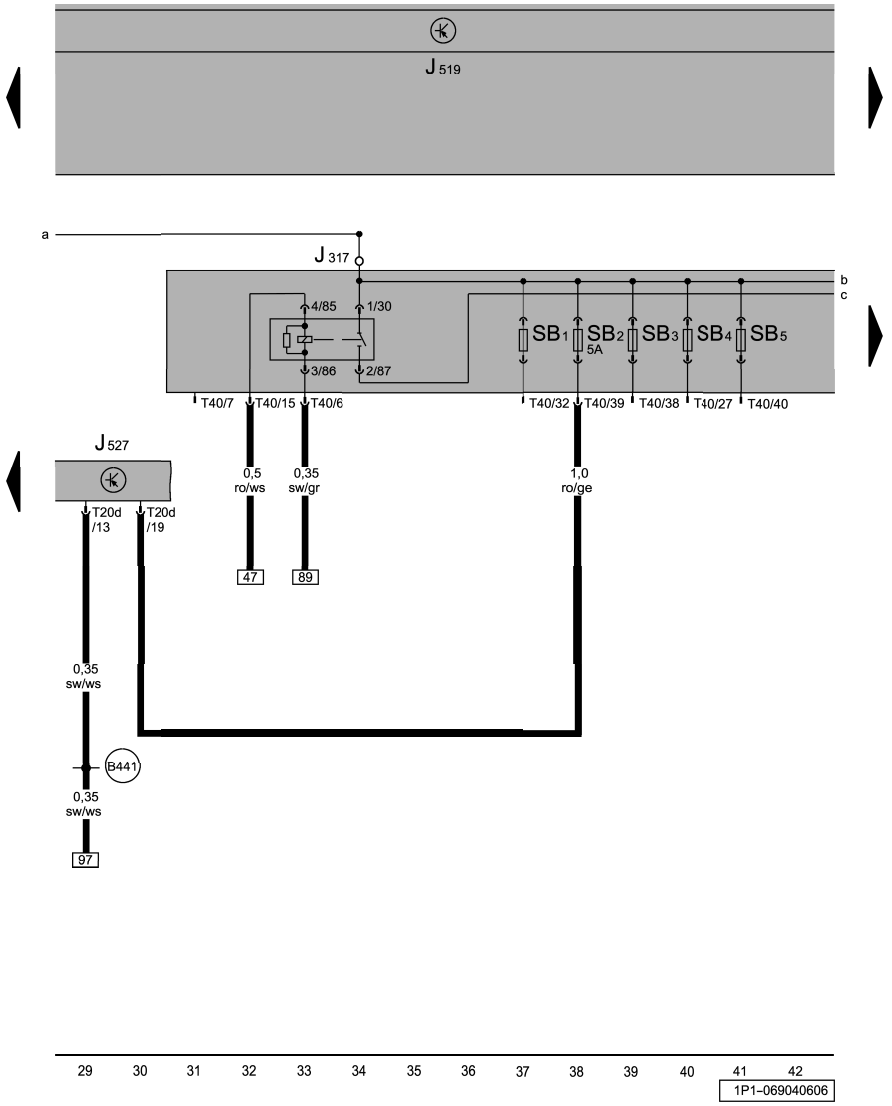 J 519
a
J 317
b
c
4/85 1/30
SB1 SB2 SB3 SB4 SB5
5A
3/86 2/87
T40/7 T40/15 T40/6 T40/32 T40/39 T40/38 T40/27 T40/40
J 527
0,5 0,35 1,0
ro/ws sw/gr ro/ge
T20d T20d
/13 /19
47 89
0,35
sw/ws
B441
0,35
sw/ws
97
29 30 31 32 33 34 35 36 37 38 39 40 41 42
1P1-069040606